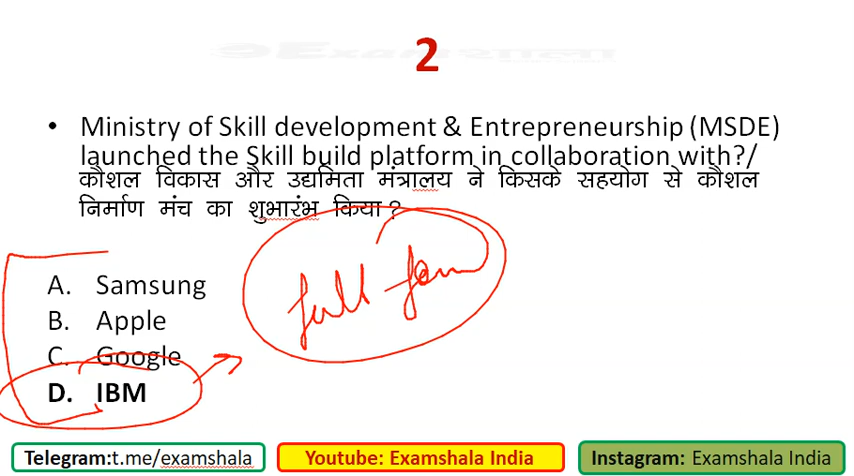 2
• Ministry of Skill development & Entrepreneurship (MSDE)
launched the Skill build platform in collaboration with?/
कौशल विकास और उद्यमिता मंत्रालय ने किसके सहयोग से कौशल
निर्माण मंच का शुभारंभ किया ?
A. Samsung
B. Apple
C. Google
D. IBM
full
Telegram:t.me/examshala
Youtube: Examshala India
Instagram: Examshala India